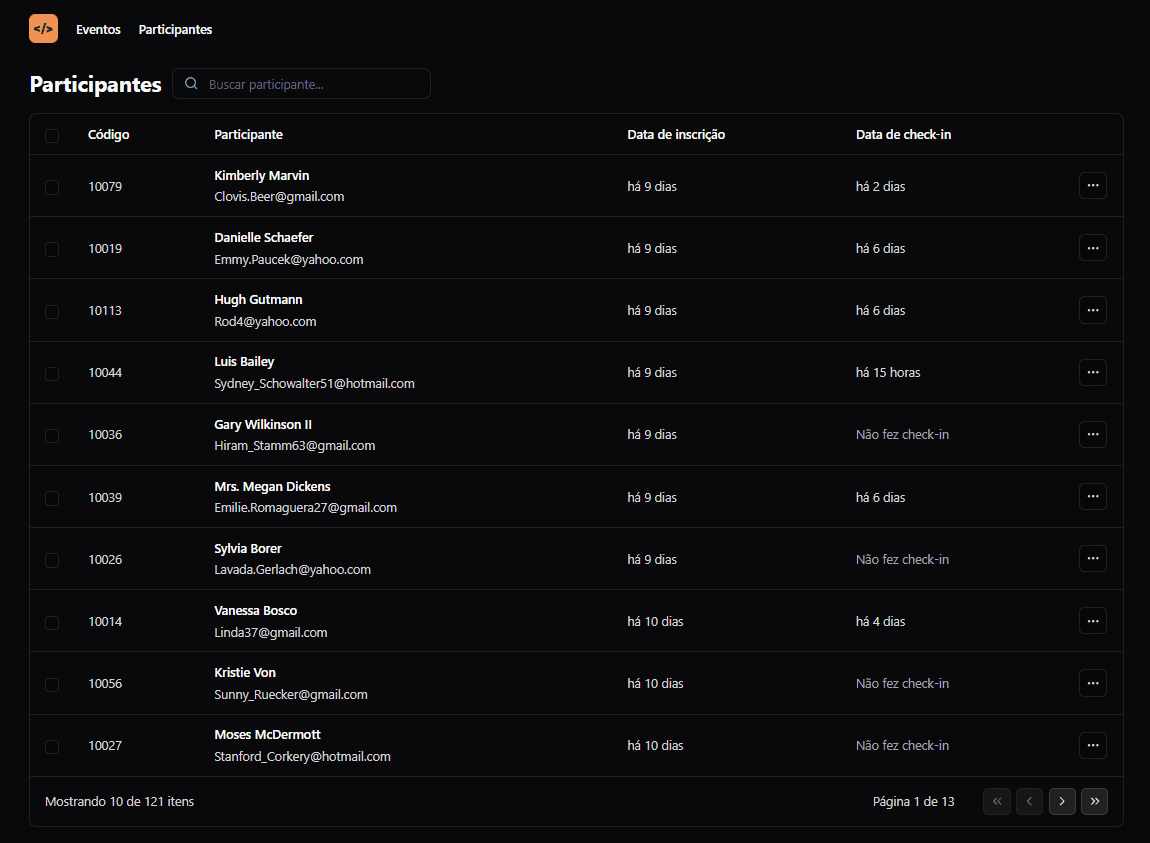 </>
Eventos Participantes
Participantes Buscar participante...
Código Participante Data de inscrição Data de check-in
Kimberly Marvin
10079 há 9 dias há 2 dias
Clovis.Beer@gmail.com
Danielle Schaefer
10019 há 9 dias há 6 dias
Emmy.Paucek@yahoo.com
Hugh Gutmann
10113 há 9 dias há 6 dias
Rod4@yahoo.com
Luis Bailey
10044 há 9 dias há 15 horas
Sydney_Schowalter51@hotmail.com
Gary Wilkinson II
10036 há 9 dias Não fez check-in
Hiram_Stamm63@gmail.com
Mrs. Megan Dickens
10039 há 9 dias há 6 dias
Emilie.Romaguera27@gmail.com
Sylvia Borer
10026 há 9 dias Não fez check-in
Lavada.Gerlach@yahoo.com
Vanessa Bosco
10014 há 10 dias há 4 dias
Linda37@gmail.com
Kristie Von
10056 há 10 dias Não fez check-in
Sunny_Ruecker@gmail.com
Moses McDermott
10027 há 10 dias Não fez check-in
Stanford_Corkery@hotmail.com
Mostrando 10 de 121 itens Página 1 de 13